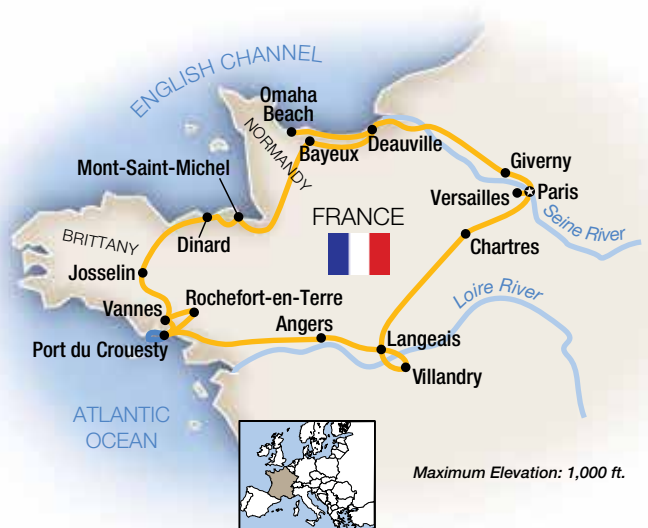 ENGLISH CHANNEL
Omaha
Beach
NORMANDY
Bayeux
Deauville
Mont-Saint-Michel
Giverny
Versailles
Paris
Seine River
FRANCE
BRITTANY
Dinard
Chartres
Josselin
Loire River
Vannes
Rochefort-en-Terre
Angers
Port du Crouesty
Langeais
Villandry
ATLANTIC
OCEAN
Maximum Elevation: 1,000 ft.